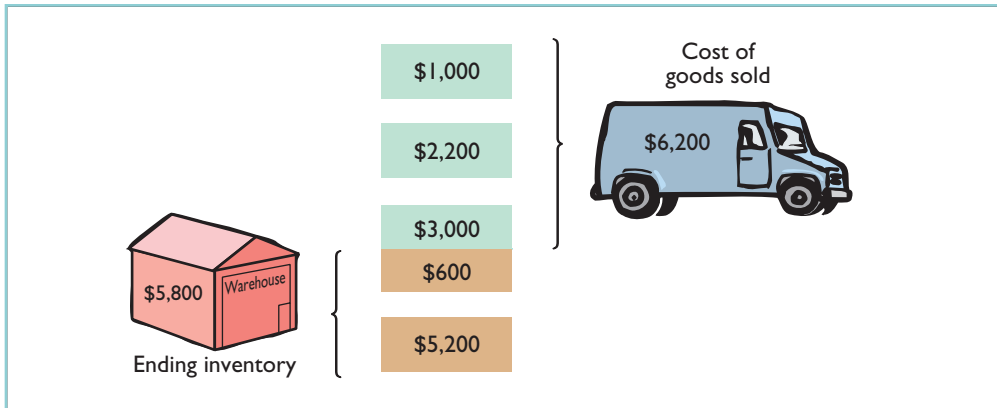 $1,000
$2,200
$3,000
$600
$5,200
Cost of
goods sold
$6,200
$5,800
Warehouse
Ending inventory